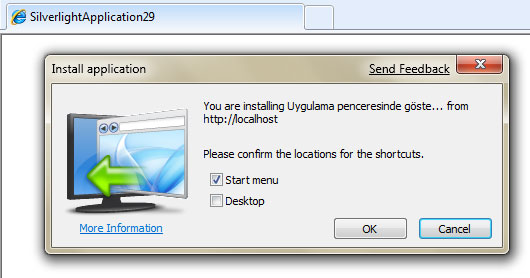 SilverlightApplication29
Install application
Send Feedback
You are installing Uygulama penceresinde göste... from
http://localhost
Please confirm the locations for the shortcuts.
Start menu
Desktop
More Information
OK
Cancel